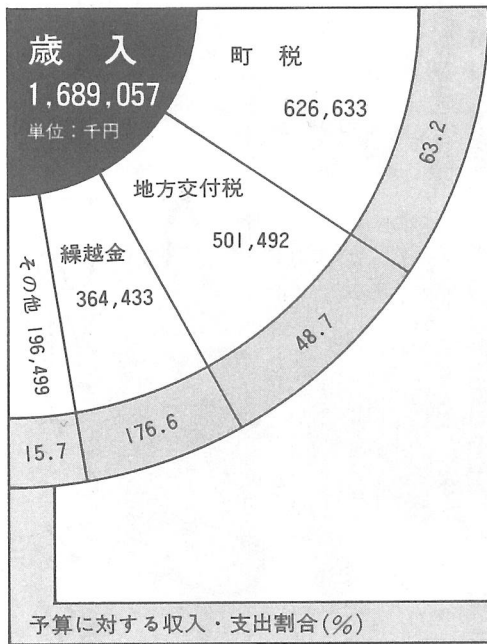 歳入
1,689,057
単位：千円
町税
626,633
63.2
地方交付税
501,492
48.7
繰越金
364,433
176.6
その他 196,499
15.7
予算に対する収入・支出割合(%)